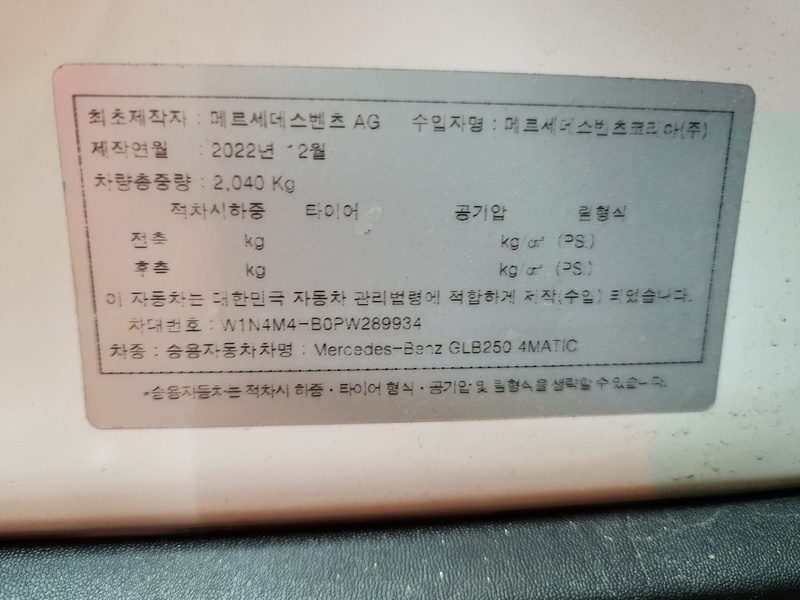 최초제작자 : 메르세데스벤츠 AG 수입자명 : 메르세데스벤츠코리아(주)
제작연월 : 2022년 12월
차량총중량 : 2,040 Kg
적차시하중 타이어 공기압 림형식
전축 kg kg/㎠ (PS.)
후축 kg kg/㎠ (PS.)
이 자동차는 대한민국 자동차 관리법령에 적합하게 제작(수입) 되었습니다.
차대번호 : W1N4M4-B0PW289934
차종 : 승용자동차차명 : Mercedes-Benz GLB250 4MATIC
*승용자동차는 적차시 하중·타이어 형식·공기압 및 림형식을 생략할 수 있습니다.